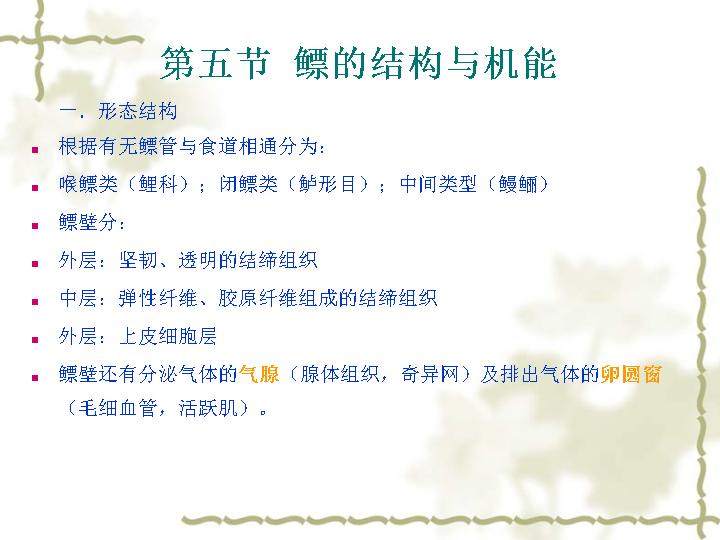 第五节 鳔的结构与机能
一．形态结构
根据有无鳔管与食道相通分为：
喉鳔类（鲤科）；闭鳔类（鲈形目）；中间类型（鳗鲡）
鳔壁分：
外层：坚韧、透明的结缔组织
中层：弹性纤维、胶原纤维组成的结缔组织
外层：上皮细胞层
鳔壁还有分泌气体的气腺（腺体组织，奇异网）及排出气体的卵圆窗
（毛细血管，活跃肌）。